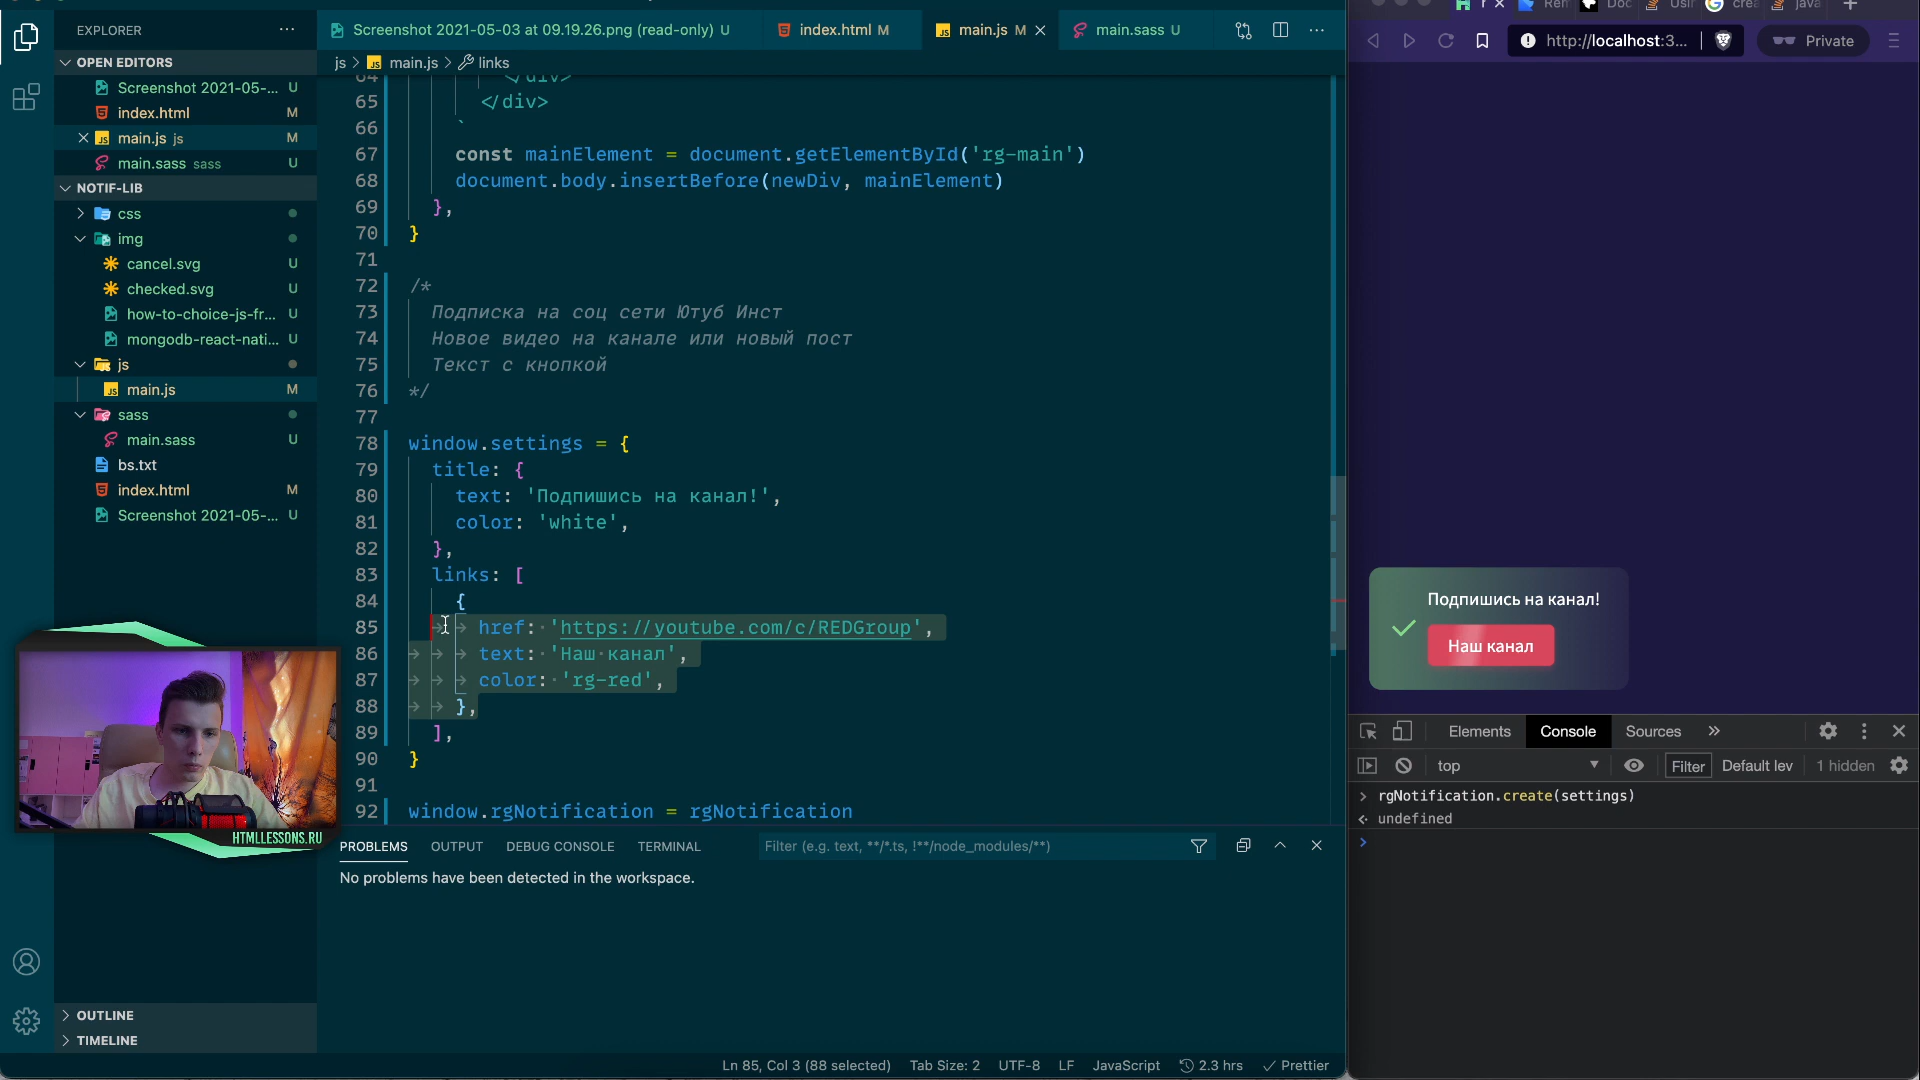 EXPLORER
OPEN EDITORS
Screenshot 2021-05-... U
index.html M
main.js js M
main.sass sass U
NOTIF-LIB
css
img
cancel.svg U
checked.svg U
how-to-choice-js-fr... U
mongodb-react-nati... U
js
main.js M
sass
main.sass U
bs.txt
index.html M
Screenshot 2021-05-... U
HTMLLESSONS.RU
OUTLINE
TIMELINE
Screenshot 2021-05-03 at 09.19.26.png (read-only) U
index.html M
main.js M
main.sass U
js > main.js > links
64 </div>
65 </div>
66 `
67 const mainElement = document.getElementById('rg-main')
68 document.body.insertBefore(newDiv, mainElement)
69 },
70 }
71
72 /*
73 Подписка на соц сети Ютуб Инст
74 Новое видео на канале или новый пост
75 Текст с кнопкой
76 */
77
78 window.settings = {
79 title: {
80 text: 'Подпишись на канал!',
81 color: 'white',
82 },
83 links: [
84 {
85 href: 'https://youtube.com/c/REDGroup',
86 text: 'Наш канал',
87 color: 'rg-red',
88 },
89 ],
90 }
91
92 window.rgNotification = rgNotification
PROBLEMS OUTPUT DEBUG CONSOLE TERMINAL
Filter (e.g. text, **/*.ts, !**/node_modules/**)
No problems have been detected in the workspace.
Ln 85, Col 3 (88 selected) Tab Size: 2 UTF-8 LF JavaScript 2.3 hrs Prettier
http://localhost:3... Private
Подпишись на канал!
Наш канал
Elements Console Sources
top Filter Default lev 1 hidden
> rgNotification.create(settings)
undefined
>